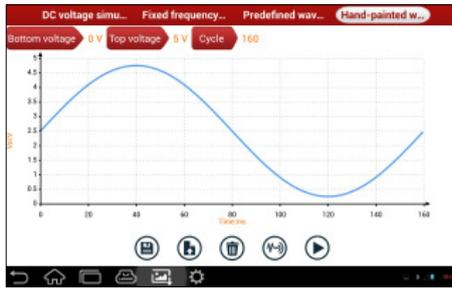 DC voltage simu... Fixed frequency... Predefined wav... Hand-painted w...
Bottom voltage 0 V Top voltage 5 V Cycle 160
5
4.5
4
3.5
3
2.5
2
1.5
1
0.5
0
0 20 40 60 80 100 120 140 160
Time:ms